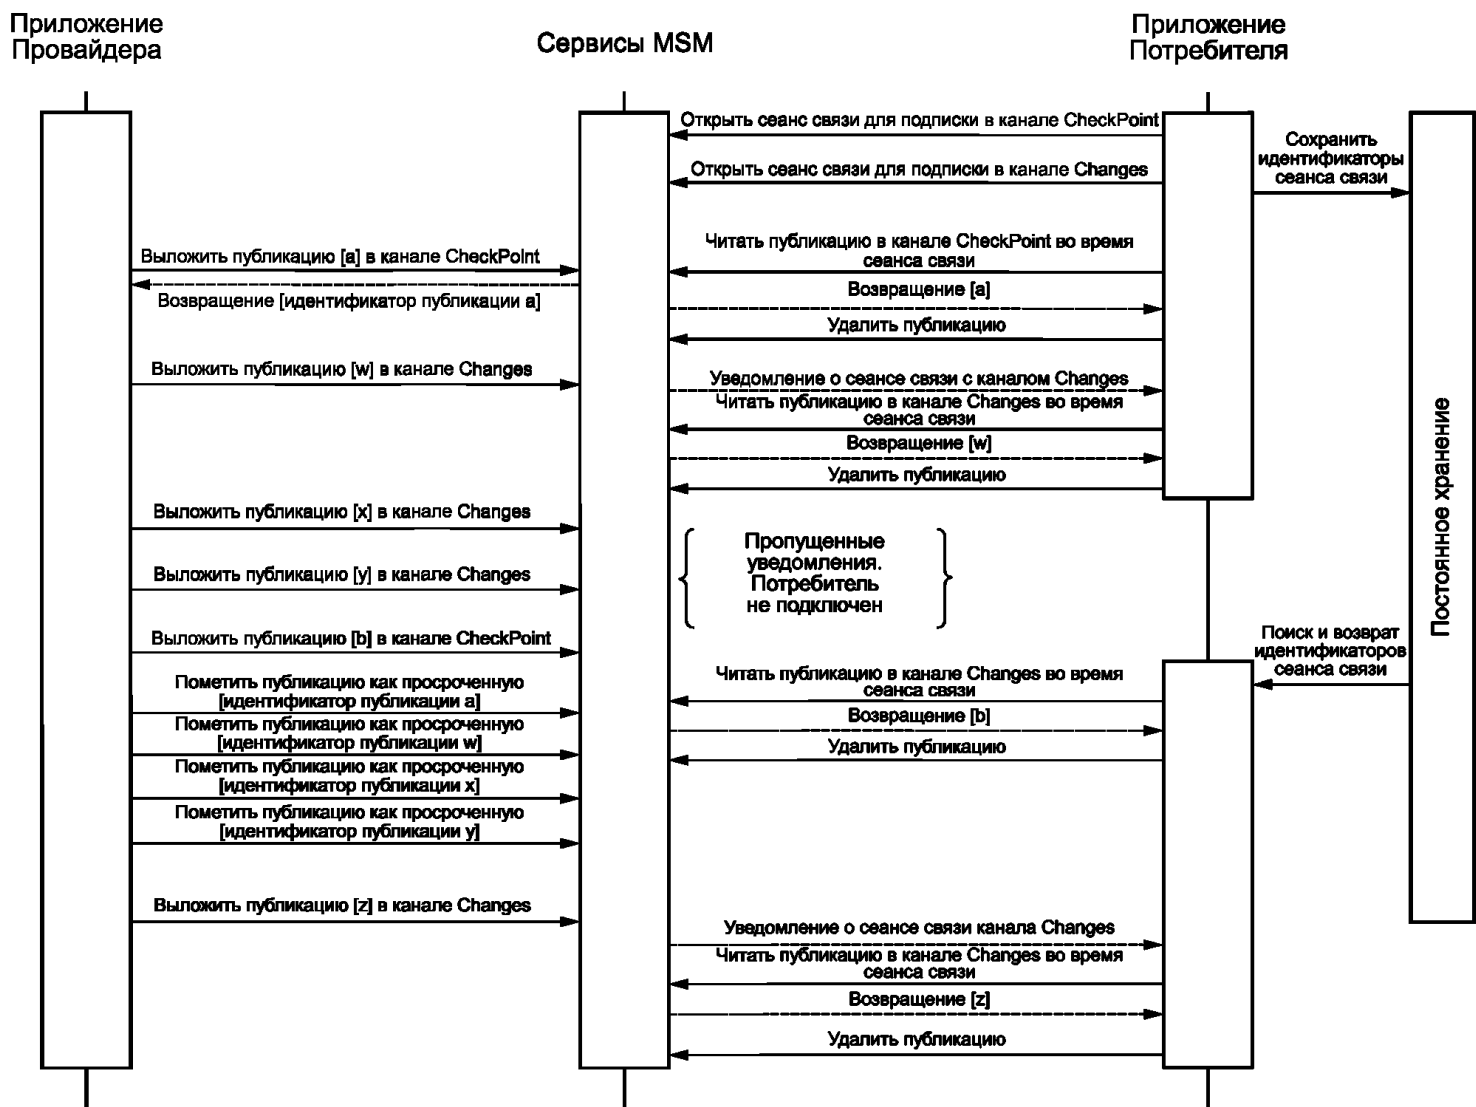 Приложение
Провайдера
Сервисы MSM
Приложение
Потребителя
Открыть сеанс связи для подписки в канале CheckPoint
Сохранить
идентификаторы
сеанса связи
Открыть сеанс связи для подписки в канале Changes
Выложить публикацию [a] в канале CheckPoint
Читать публикацию в канале CheckPoint во время
сеанса связи
Возвращение [идентификатор публикации a]
Возвращение [a]
Удалить публикацию
Выложить публикацию [w] в канале Changes
Уведомление о сеансе связи с каналом Changes
Читать публикацию в канале Changes во время
сеанса связи
Возвращение [w]
Удалить публикацию
Выложить публикацию [x] в канале Changes
Пропущенные
уведомления.
Потребитель
не подключен
Выложить публикацию [y] в канале Changes
Постоянное хранение
Выложить публикацию [b] в канале CheckPoint
Поиск и возврат
идентификаторов
сеанса связи
Читать публикацию в канале Changes во время
сеанса связи
Пометить публикацию как просроченную
[идентификатор публикации a]
Возвращение [b]
Пометить публикацию как просроченную
[идентификатор публикации w]
Удалить публикацию
Пометить публикацию как просроченную
[идентификатор публикации x]
Пометить публикацию как просроченную
[идентификатор публикации y]
Выложить публикацию [z] в канале Changes
Уведомление о сеансе связи канала Changes
Читать публикацию в канале Changes во время
сеанса связи
Возвращение [z]
Удалить публикацию